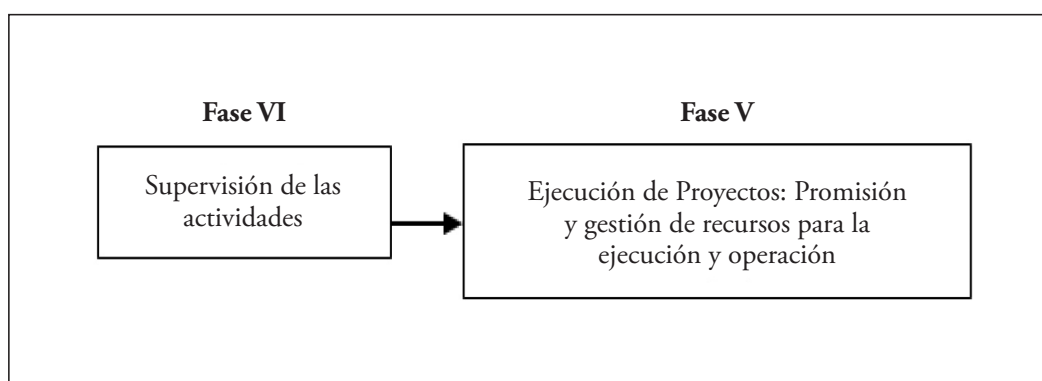 Fase VI
Supervisión de las
actividades
Fase V
Ejecución de Proyectos: Promisión
y gestión de recursos para la
ejecución y operación